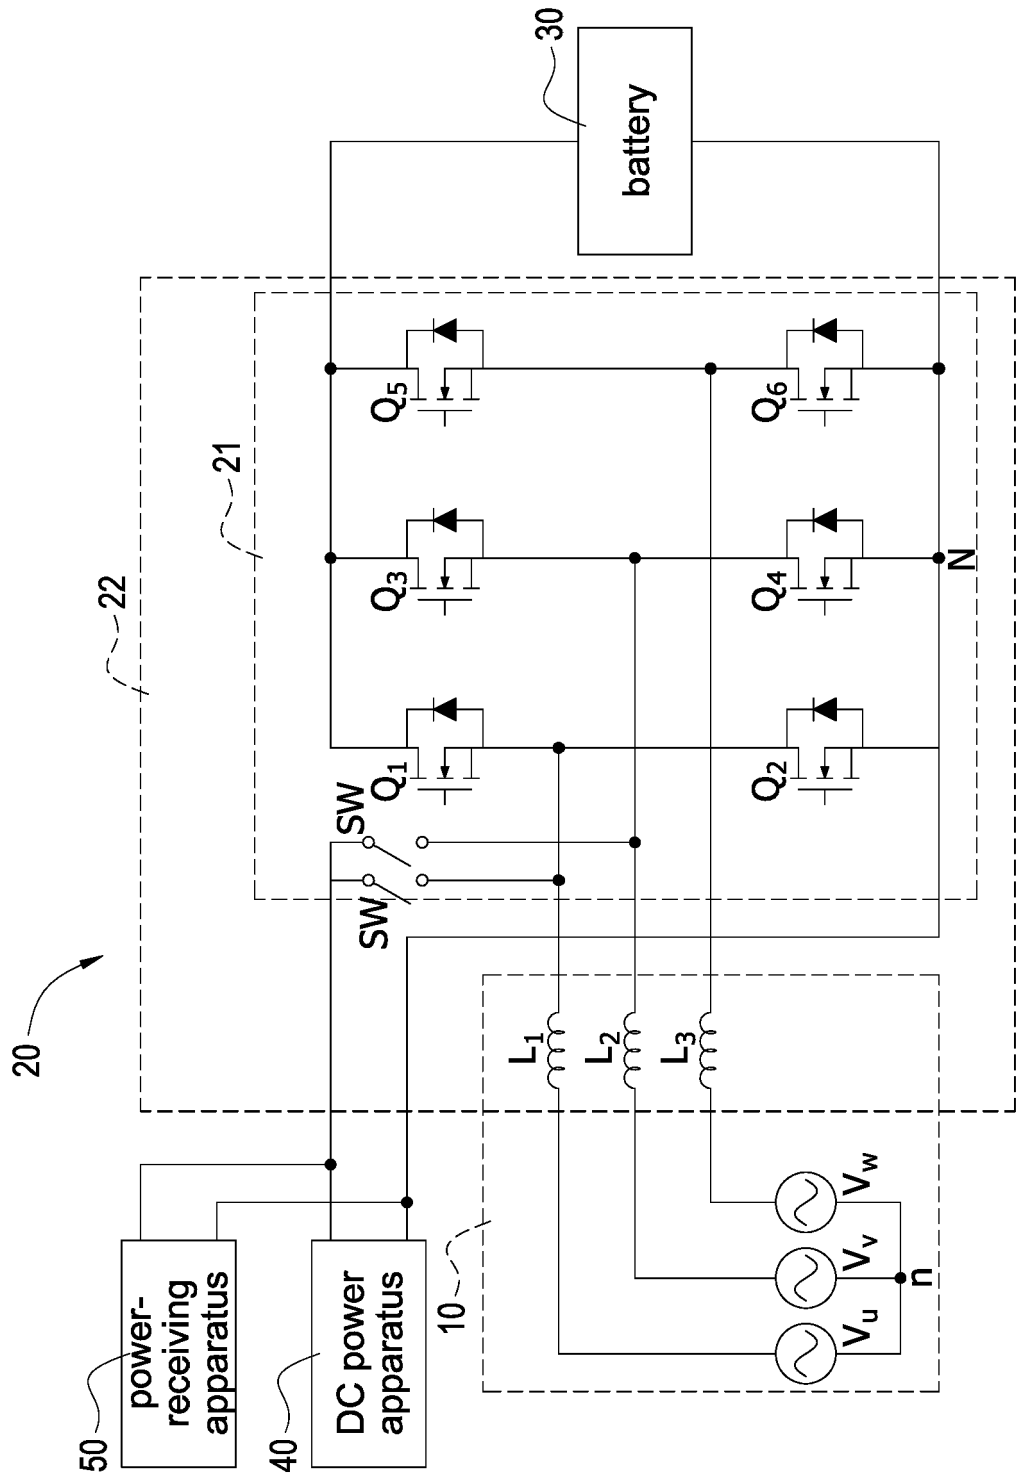 20
22
21
30
battery
50
power-
receiving
apparatus
40
DC power
apparatus
10
SW
SW
Q1
Q3
Q5
Q2
Q4
Q6
N
L1
L2
L3
Vu
Vv
Vw
n